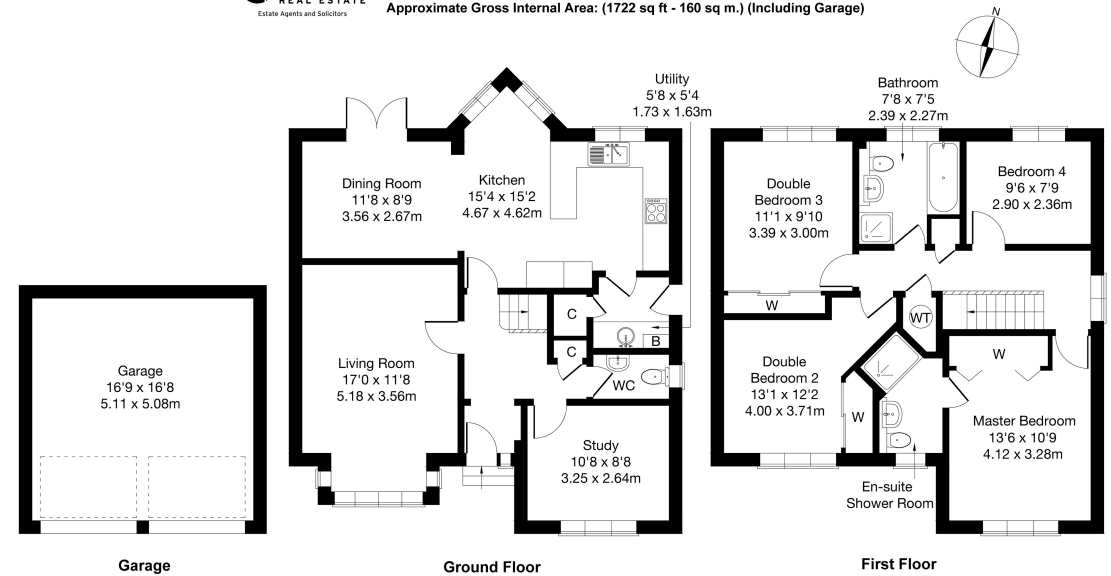 REAL ESTATE
Estate Agents and Solicitors
Approximate Gross Internal Area: (1722 sq ft - 160 sq m.) (Including Garage)
N
Utility
5'8 x 5'4
1.73 x 1.63m
Bathroom
7'8 x 7'5
2.39 x 2.27m
Dining Room
11'8 x 8'9
3.56 x 2.67m
Kitchen
15'4 x 15'2
4.67 x 4.62m
Double
Bedroom 3
11'1 x 9'10
3.39 x 3.00m
Bedroom 4
9'6 x 7'9
2.90 x 2.36m
W
C
WT
B
C
W
Garage
16'9 x 16'8
5.11 x 5.08m
Living Room
17'0 x 11'8
5.18 x 3.56m
WC
Double
Bedroom 2
13'1 x 12'2
4.00 x 3.71m
W
Master Bedroom
13'6 x 10'9
4.12 x 3.28m
Study
10'8 x 8'8
3.25 x 2.64m
En-suite
Shower Room
Garage
Ground Floor
First Floor